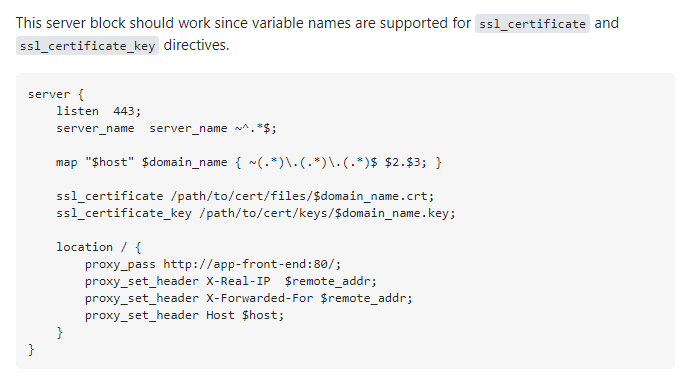 This server block should work since variable names are supported for ssl_certificate and
ssl_certificate_key directives.
server {
    listen  443;
    server_name  server_name ~^.*$;

    map "$host" $domain_name { ~(.*)\.(.*)\.(.*)$ $2.$3; }

    ssl_certificate /path/to/cert/files/$domain_name.crt;
    ssl_certificate_key /path/to/cert/keys/$domain_name.key;

    location / {
        proxy_pass http://app-front-end:80/;
        proxy_set_header X-Real-IP  $remote_addr;
        proxy_set_header X-Forwarded-For $remote_addr;
        proxy_set_header Host $host;
    }
}